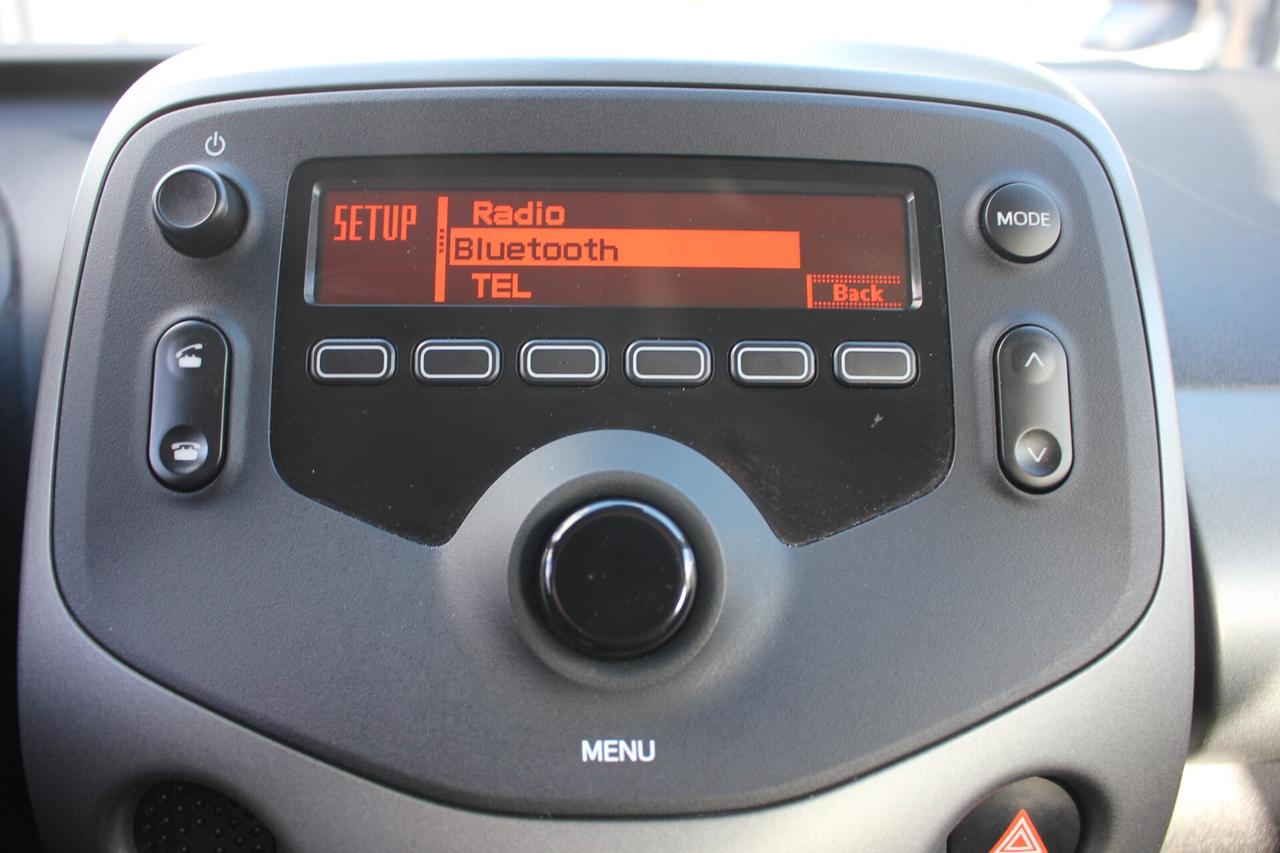 SETUP
Radio
Bluetooth
TEL
Back
MODE
MENU